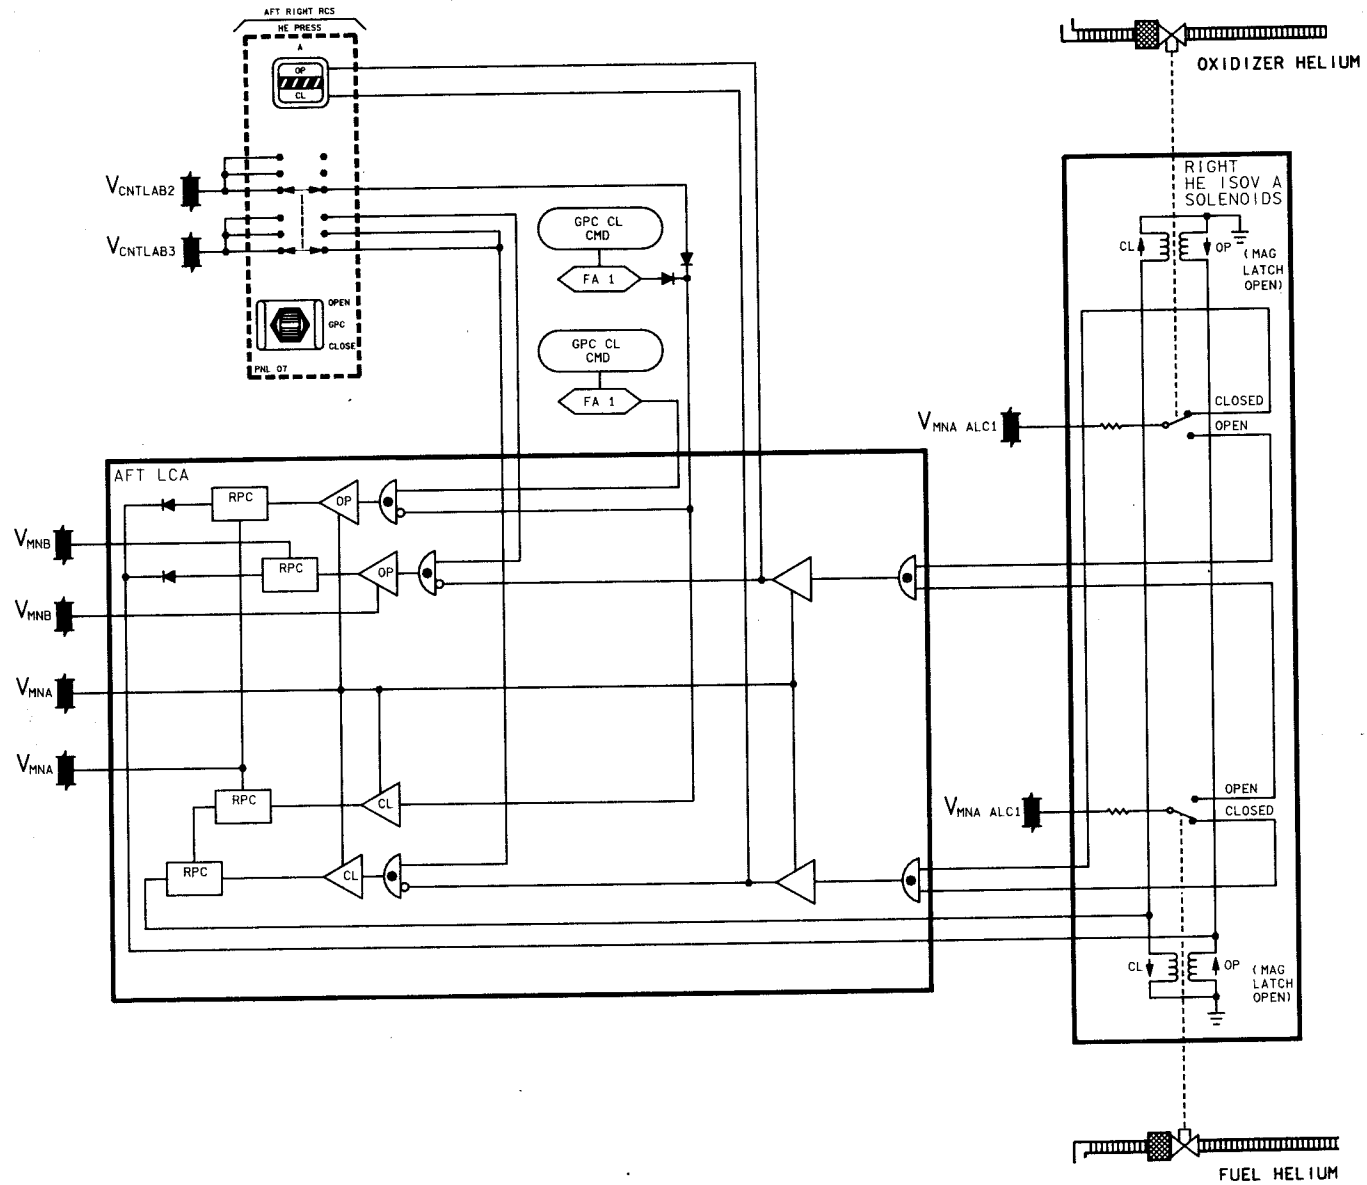 AFT RIGHT RCS
HE PRESS
A
OP
CL
VCNTLAB2
VCNTLAB3
OPEN
GPC
CLOSE
PNL O7
GPC CL
CMD
FA 1
GPC CL
CMD
FA 1
OXIDIZER HELIUM
RIGHT
HE ISOV A
SOLENOIDS
CL
OP
(MAG
LATCH
OPEN)
VMNA ALC1
CLOSED
OPEN
AFT LCA
RPC
OP
VMNB
RPC
OP
VMNB
VMNA
VMNA
RPC
CL
RPC
CL
VMNA ALC1
OPEN
CLOSED
CL
OP
(MAG
LATCH
OPEN)
FUEL HELIUM